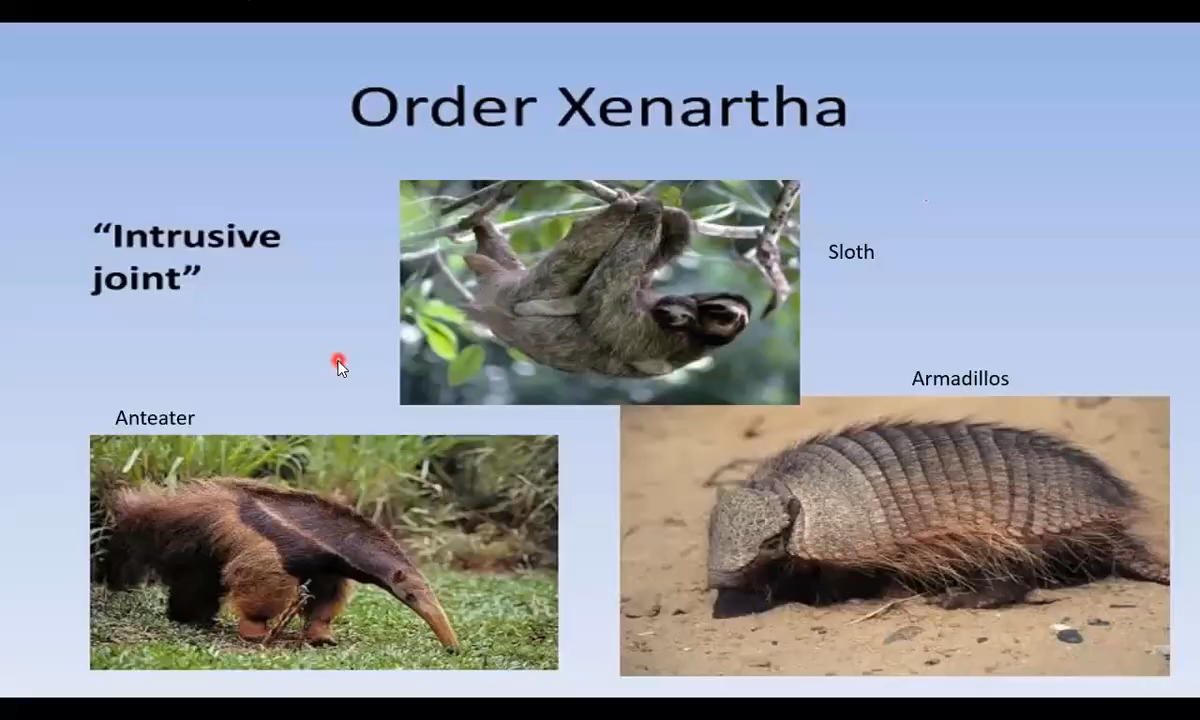 Order Xenartha
“Intrusive
joint”
Sloth
Armadillos
Anteater